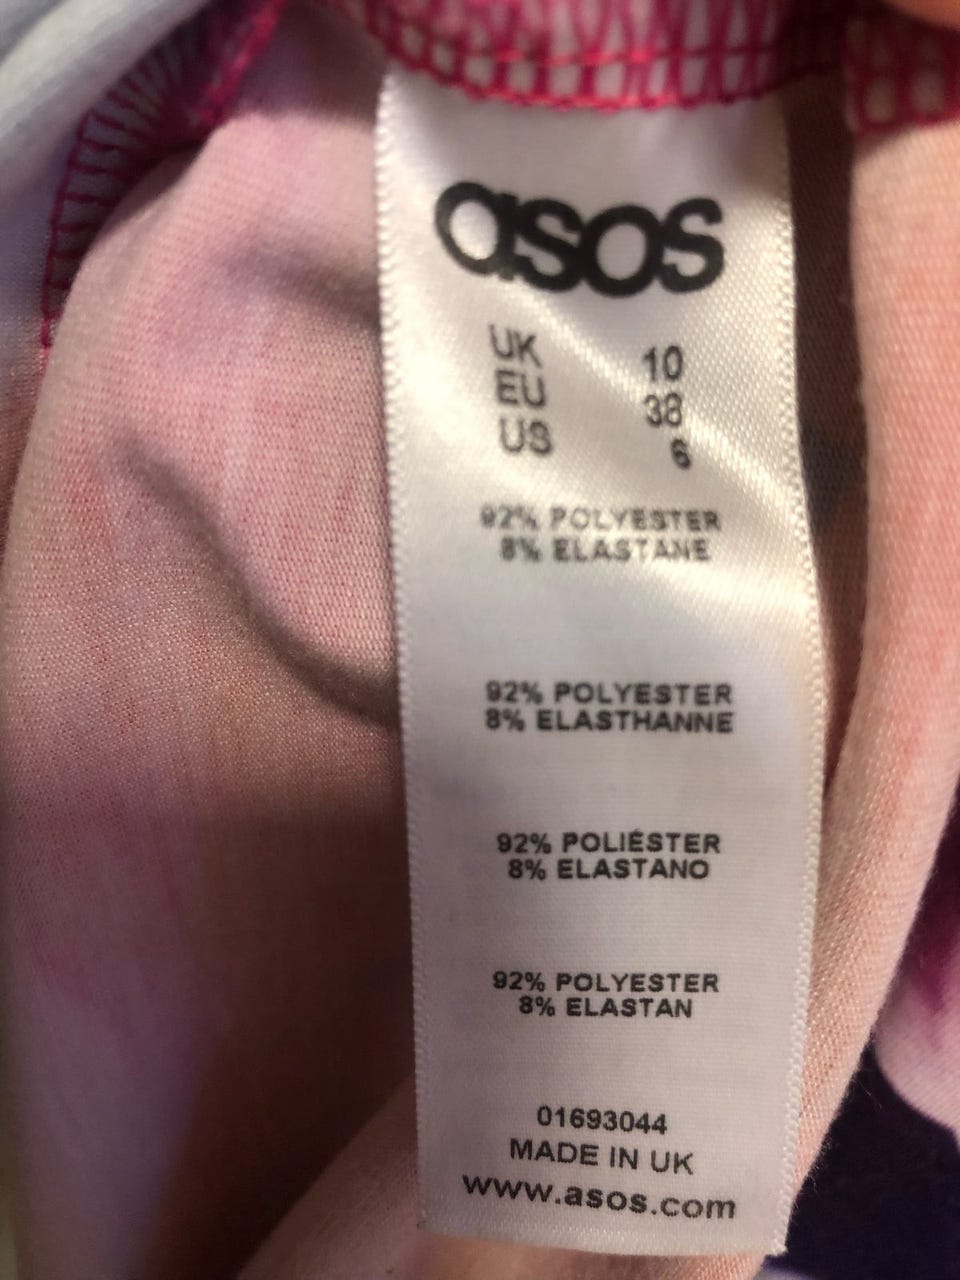 asos
UK 10
EU 38
US 6
92% POLYESTER
8% ELASTANE
92% POLYESTER
8% ELASTHANNE
92% POLIÉSTER
8% ELASTANO
92% POLYESTER
8% ELASTAN
01693044
MADE IN UK
www.asos.com